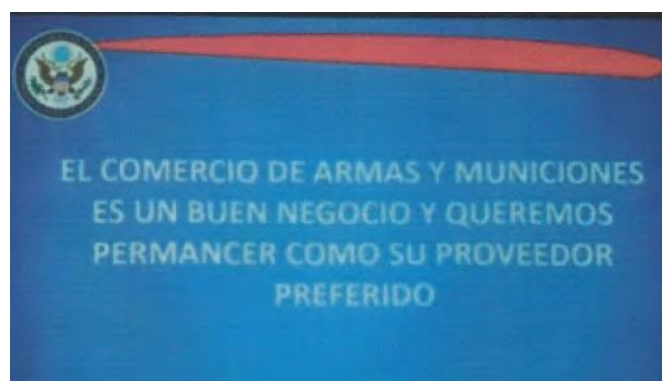 EL COMERCIO DE ARMAS Y MUNICIONES
ES UN BUEN NEGOCIO Y QUEREMOS
PERMANCER COMO SU PROVEEDOR
PREFERIDO